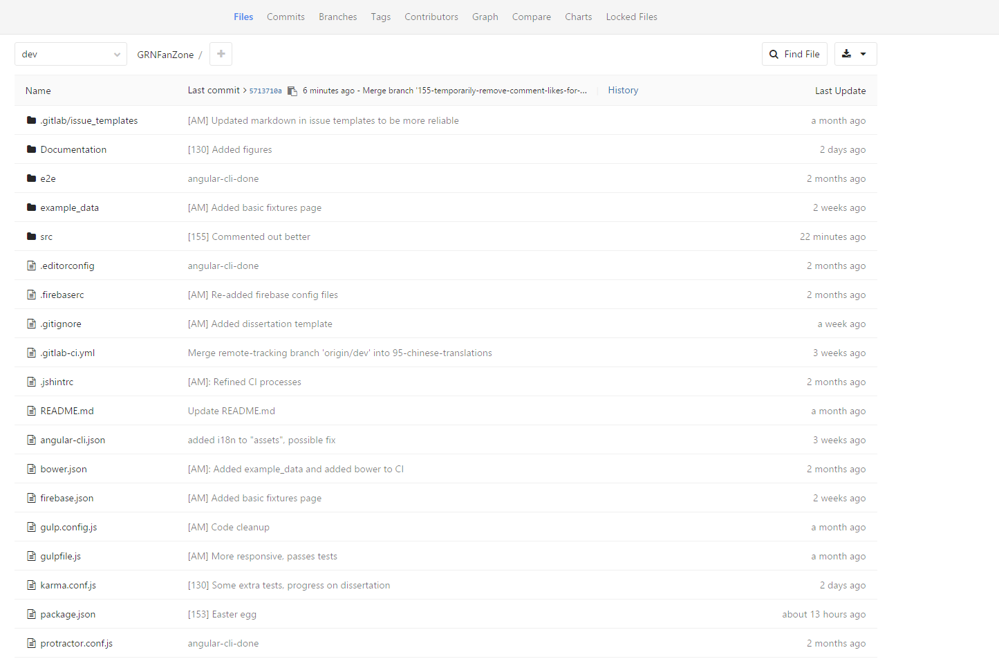 Files Commits Branches Tags Contributors Graph Compare Charts Locked Files
dev GRNFanZone / + Find File
Name Last commit > 5713710a 6 minutes ago - Merge branch '155-temporarily-remove-comment-likes-for-... History Last Update
.gitlab/issue_templates [AM] Updated markdown in issue templates to be more reliable a month ago
Documentation [130] Added figures 2 days ago
e2e angular-cli-done 2 months ago
example_data [AM] Added basic fixtures page 2 weeks ago
src [155] Commented out better 22 minutes ago
.editorconfig angular-cli-done 2 months ago
.firebaserc [AM] Re-added firebase config files 2 months ago
.gitignore [AM] Added dissertation template a week ago
.gitlab-ci.yml Merge remote-tracking branch 'origin/dev' into 95-chinese-translations 3 weeks ago
.jshintrc [AM]: Refined CI processes 2 months ago
README.md Update README.md a month ago
angular-cli.json added i18n to "assets", possible fix 3 weeks ago
bower.json [AM]: Added example_data and added bower to CI 2 months ago
firebase.json [AM] Added basic fixtures page 2 weeks ago
gulp.config.js [AM] Code cleanup a month ago
gulpfile.js [AM] More responsive, passes tests a month ago
karma.conf.js [130] Some extra tests, progress on dissertation 2 days ago
package.json [153] Easter egg about 13 hours ago
protractor.conf.js angular-cli-done 2 months ago